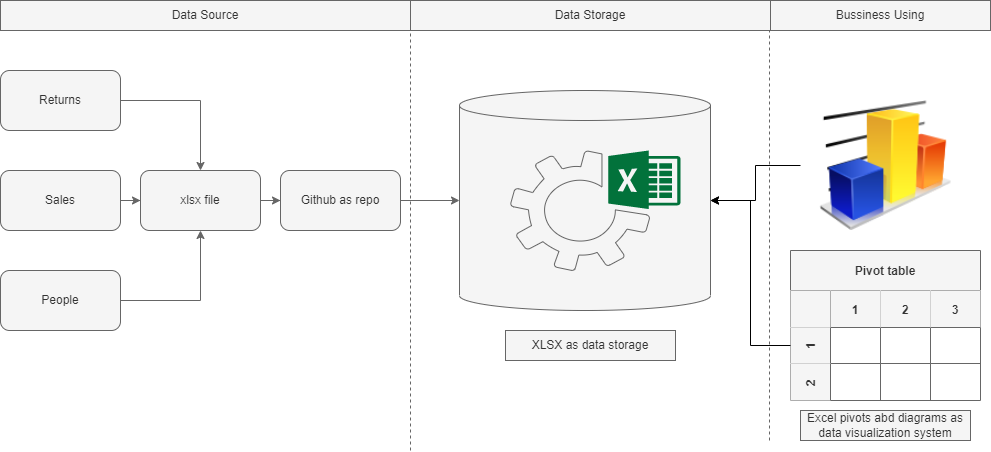 Data Source
Data Storage
Bussiness Using
Returns
Sales
xlsx file
Github as repo
People
X
XLSX as data storage
Pivot table
1 2 3
1
2
Excel pivots abd diagrams as
data visualization system